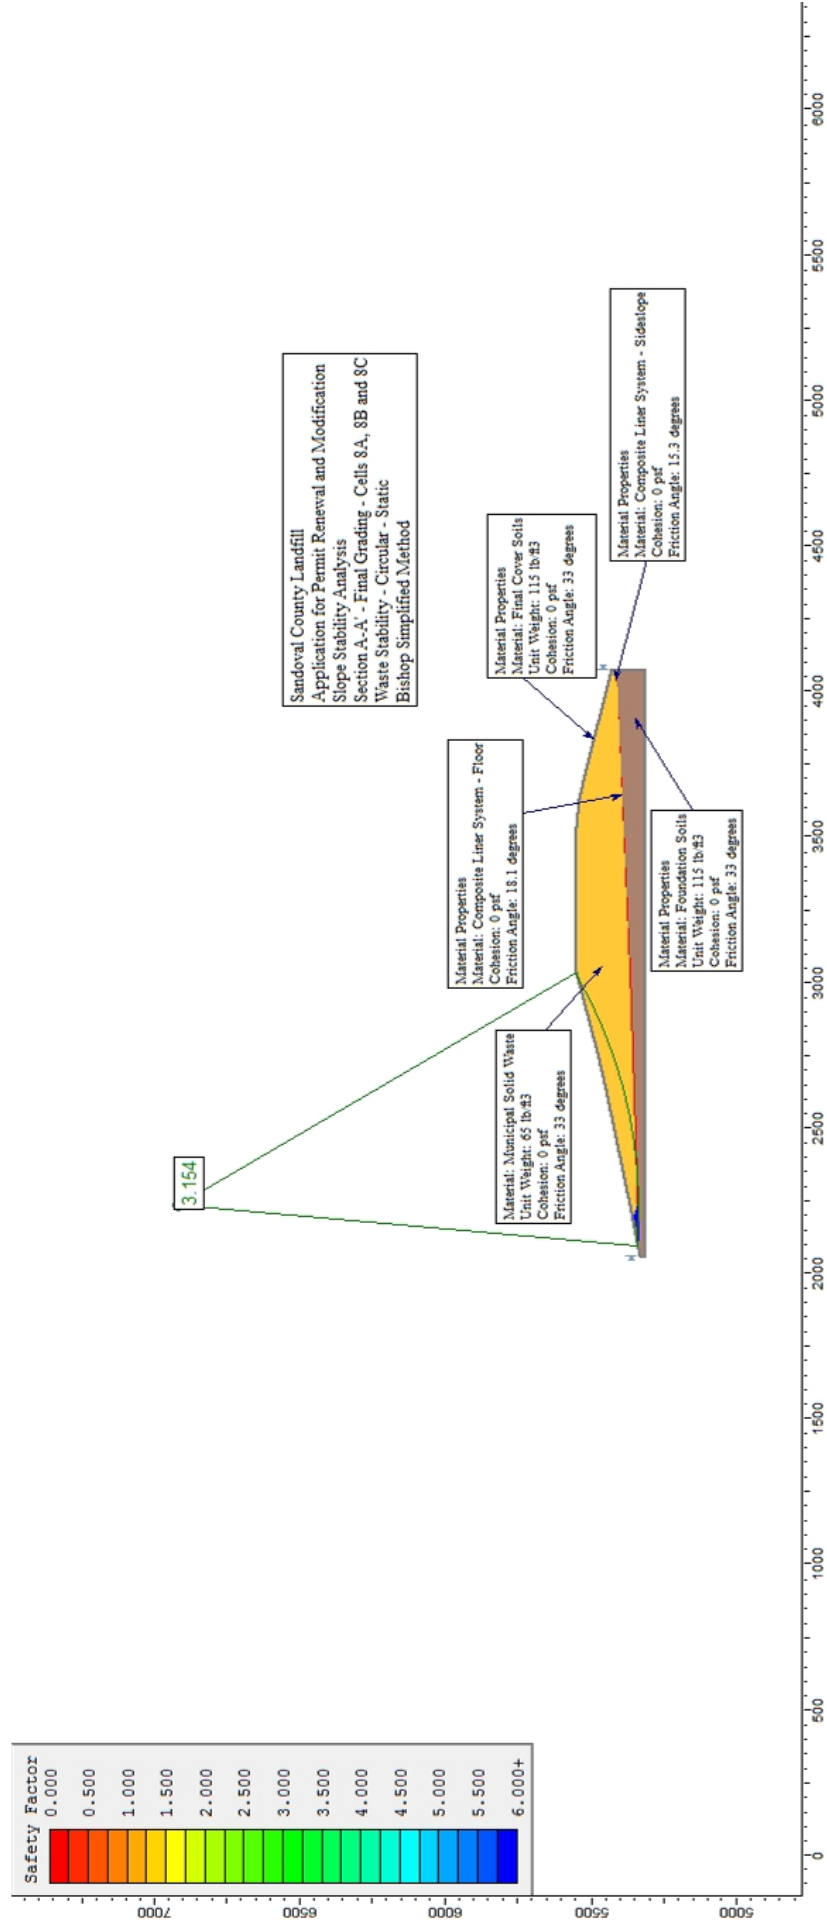 Safety Factor
0.000
0.500
1.000
1.500
2.000
2.500
3.000
3.500
4.000
4.500
5.000
5.500
6.000+
3.154
Sandoval County Landfill
Application for Permit Renewal and Modification
Slope Stability Analysis
Section A-A' - Final Grading - Cells 8A, 8B and 8C
Waste Stability - Circular - Static
Bishop Simplified Method
Material Properties
Material: Composite Liner System - Floor
Cohesion: 0 psf
Friction Angle: 18.1 degrees
Material Properties
Material: Final Cover Soils
Unit Weight: 115 lb/ft3
Cohesion: 0 psf
Friction Angle: 33 degrees
Material: Municipal Solid Waste
Unit Weight: 65 lb/ft3
Cohesion: 0 psf
Friction Angle: 33 degrees
Material Properties
Material: Composite Liner System - Sideslope
Cohesion: 0 psf
Friction Angle: 15.3 degrees
Material Properties
Material: Foundation Soils
Unit Weight: 115 lb/ft3
Cohesion: 0 psf
Friction Angle: 33 degrees
7000
6500
6000
5500
5000
0
500
1000
1500
2000
2500
3000
3500
4000
4500
5000
5500
6000